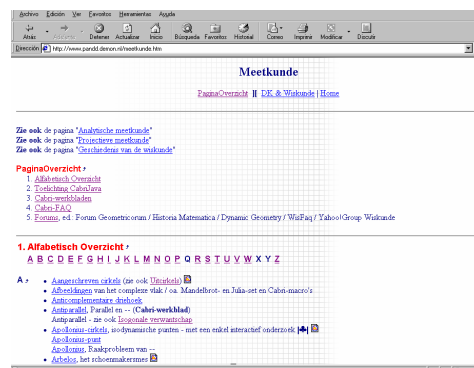 Archivo Edición Ver Favoritos Herramientas Ayuda
Atrás Adelante Detener Actualizar Inicio Búsqueda Favoritos Historial Correo Imprimir Modificar Discutir
Dirección http://www.pandd.demon.nl/meetkunde.htm
Meetkunde
PaginaOverzicht || DK & Wiskunde | Home
Zie ook de pagina "Analytische meetkunde"
Zie ook de pagina "Projectieve meetkunde"
Zie ook de pagina "Geschiedenis van de wiskunde"
PaginaOverzicht
1. Alfabetisch Overzicht
2. Toelichting CabriJava
3. Cabri-werkbladen
4. Cabri-FAQ
5. Forums, ed.: Forum Geometricorum / Historia Matematica / Dynamic Geometry / WisFaq / Yahoo!Group Wiskunde
1. Alfabetisch Overzicht
A B C D E F G H I J K L M N O P Q R S T U V W X Y Z
A
• Aangeschreven cirkels (zie ook Uitcirkels)
• Afbeeldingen van het complexe vlak / oa. Mandelbrot- en Julia-set en Cabri-macro's
• Anticomplementaire driehoek
• Antiparallel, Parallel en -- (Cabri-werkblad)
Antiparallel - zie ook Isogonale verwantschap
• Apollonius-cirkels, isodynamische punten - met een enkel interactief onderzoek
Apollonius-punt
Apollonius, Raakprobleem van --
• Arbelos, het schoenmakersmes